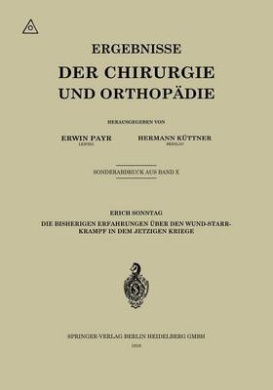 ERGEBNISSE
DER CHIRURGIE
UND ORTHOPÄDIE
HERAUSGEGEBEN VON
ERWIN PAYR HERMANN KÜTTNER
LEIPZIG BRESLAU
SONDERABDRUCK AUS BAND X
ERICH SONNTAG
DIE BISHERIGEN ERFAHRUNGEN ÜBER DEN WUND-STARR-
KRAMPF IN DEM JETZIGEN KRIEGE
SPRINGER-VERLAG BERLIN HEIDELBERG GMBH